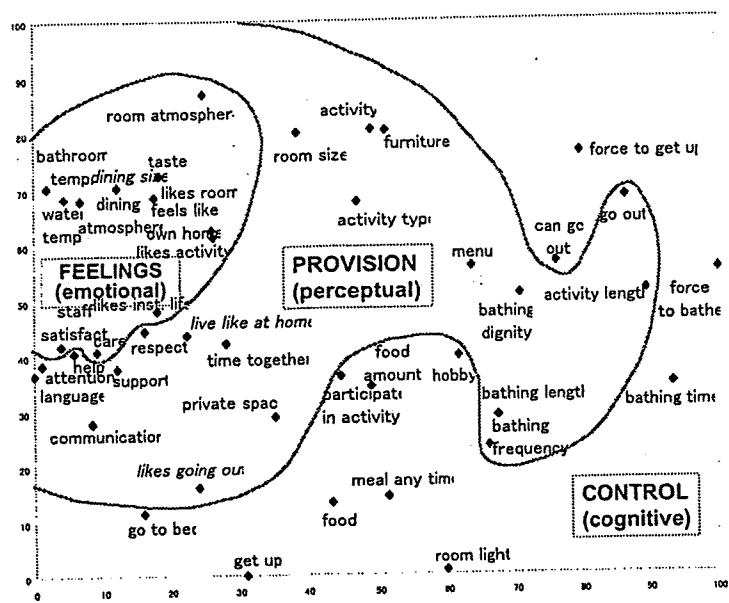 100
90
80
70
60
50
40
30
20
10
0
room atmospher
activity
furniture
room size
force to get up
bathroom
temp
dining size
taste
likes room
water
temp
dining
atmospher
feels like
own home
likes activity
activity type
go out
can go
out
menu
FEELINGS
(emotional)
PROVISION
(perceptual)
staff
likes inst life
bathing
dignity
activity length
force
to bathe
satisfact
care
respect
live like at home
time together
help
attention
support
language
food
amount
hobby
private spac
participate
in activity
bathing length
bathing time
communication
bathing
frequency
likes going out
meal any time
food
CONTROL
(cognitive)
go to bed
get up
room light
0
10
20
30
40
50
60
70
80
90
100